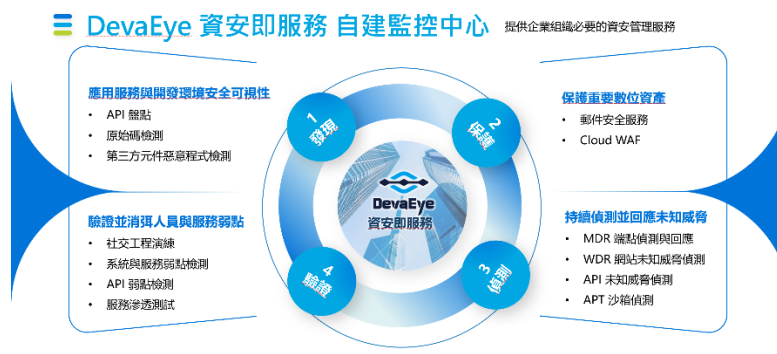 DevaEye 資安即服務 自建監控中心 提供企業組織必要的資安管理服務
應用服務與開發環境安全可視性
• API 盤點
• 原始碼檢測
• 第三方元件惡意程式檢測
1
發現
2
保護
保護重要數位資產
• 郵件安全服務
• Cloud WAF
DevaEye
資安即服務
驗證並消弭人員與服務弱點
• 社交工程演練
• 系統與服務弱點檢測
• API 弱點檢測
• 服務滲透測試
4
驗證
3
偵測
持續偵測並回應未知威脅
• MDR 端點偵測與回應
• WDR 網站未知威脅偵測
• API 未知威脅偵測
• APT 沙箱偵測